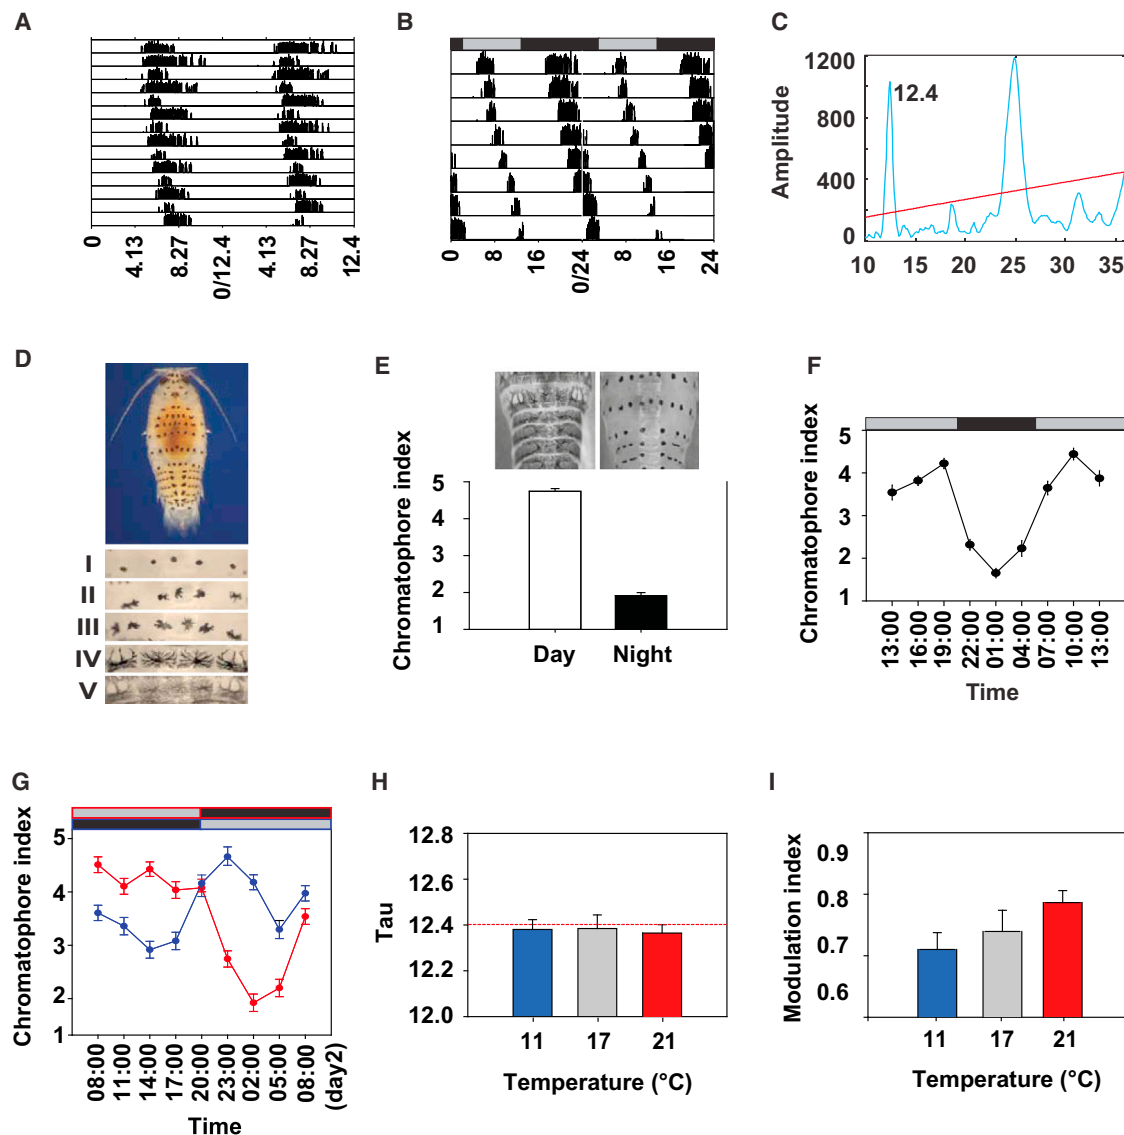 A
0
4.13
8.27
0/12.4
4.13
8.27
12.4
B
0
8
16
0/24
8
16
24
C
Amplitude
1200
800
400
0
12.4
10
15
20
25
30
35
D
I
II
III
IV
V
E
Chromatophore index
5
4
3
2
1
Day
Night
F
Chromatophore index
5
4
3
2
1
13:00
16:00
19:00
22:00
01:00
04:00
07:00
10:00
13:00
Time
G
Chromatophore index
5
4
3
2
1
08:00
11:00
14:00
17:00
20:00
23:00
02:00
05:00
08:00
(day2)
Time
H
Tau
12.8
12.6
12.4
12.2
12.0
11
17
21
Temperature (°C)
I
Modulation index
0.9
0.8
0.7
0.6
11
17
21
Temperature (°C)